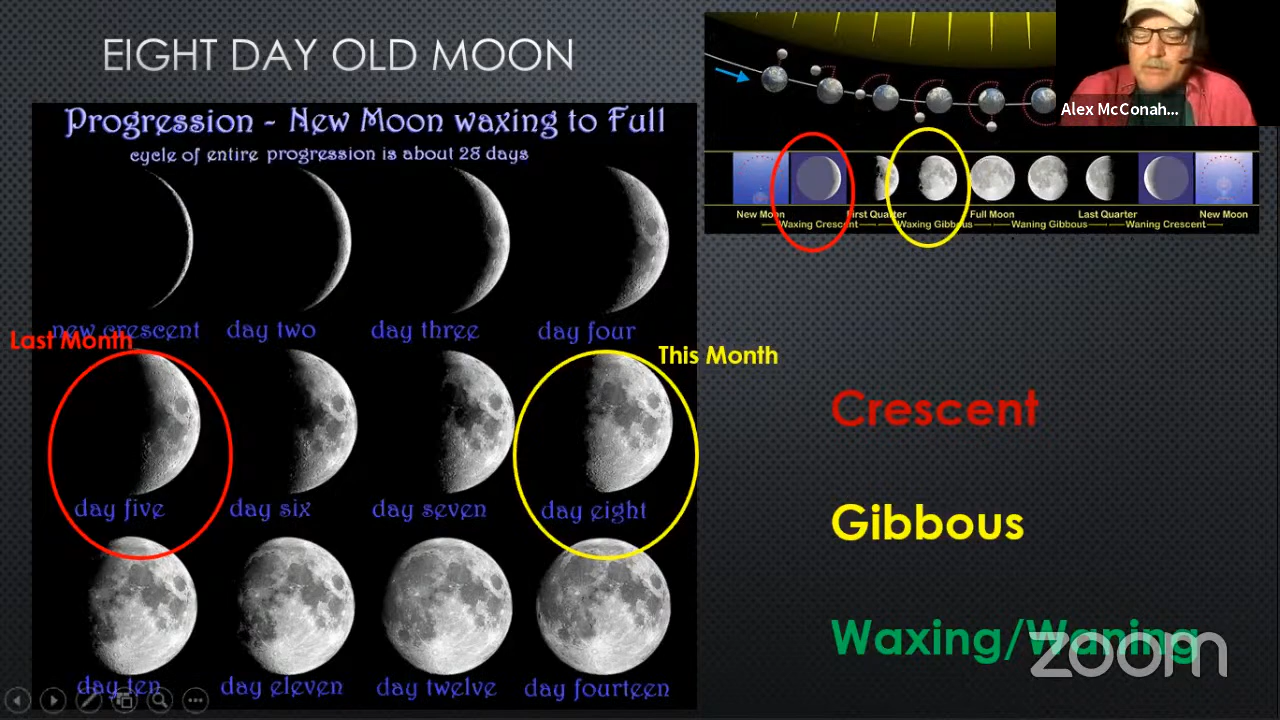 EIGHT DAY OLD MOON
Progression - New Moon waxing to Full
cycle of entire progression is about 28 days
new crescent day two day three day four
Last Month
This Month
day five day six day seven day eight
day ten day eleven day twelve day fourteen
Alex McConah...
New Moon First Quarter Full Moon Last Quarter New Moon
Waxing Crescent Waxing Gibbous Waning Gibbous Waning Crescent
Crescent
Gibbous
Waxing/Waning
zoom